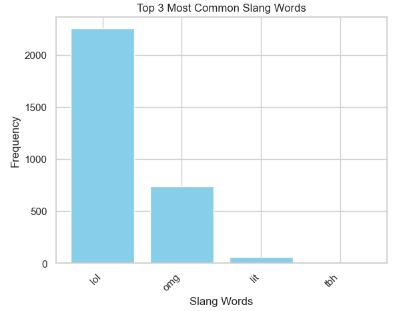 Top 3 Most Common Slang Words
Frequency
2000
1500
1000
500
0
lol
omg
lit
tbh
Slang Words